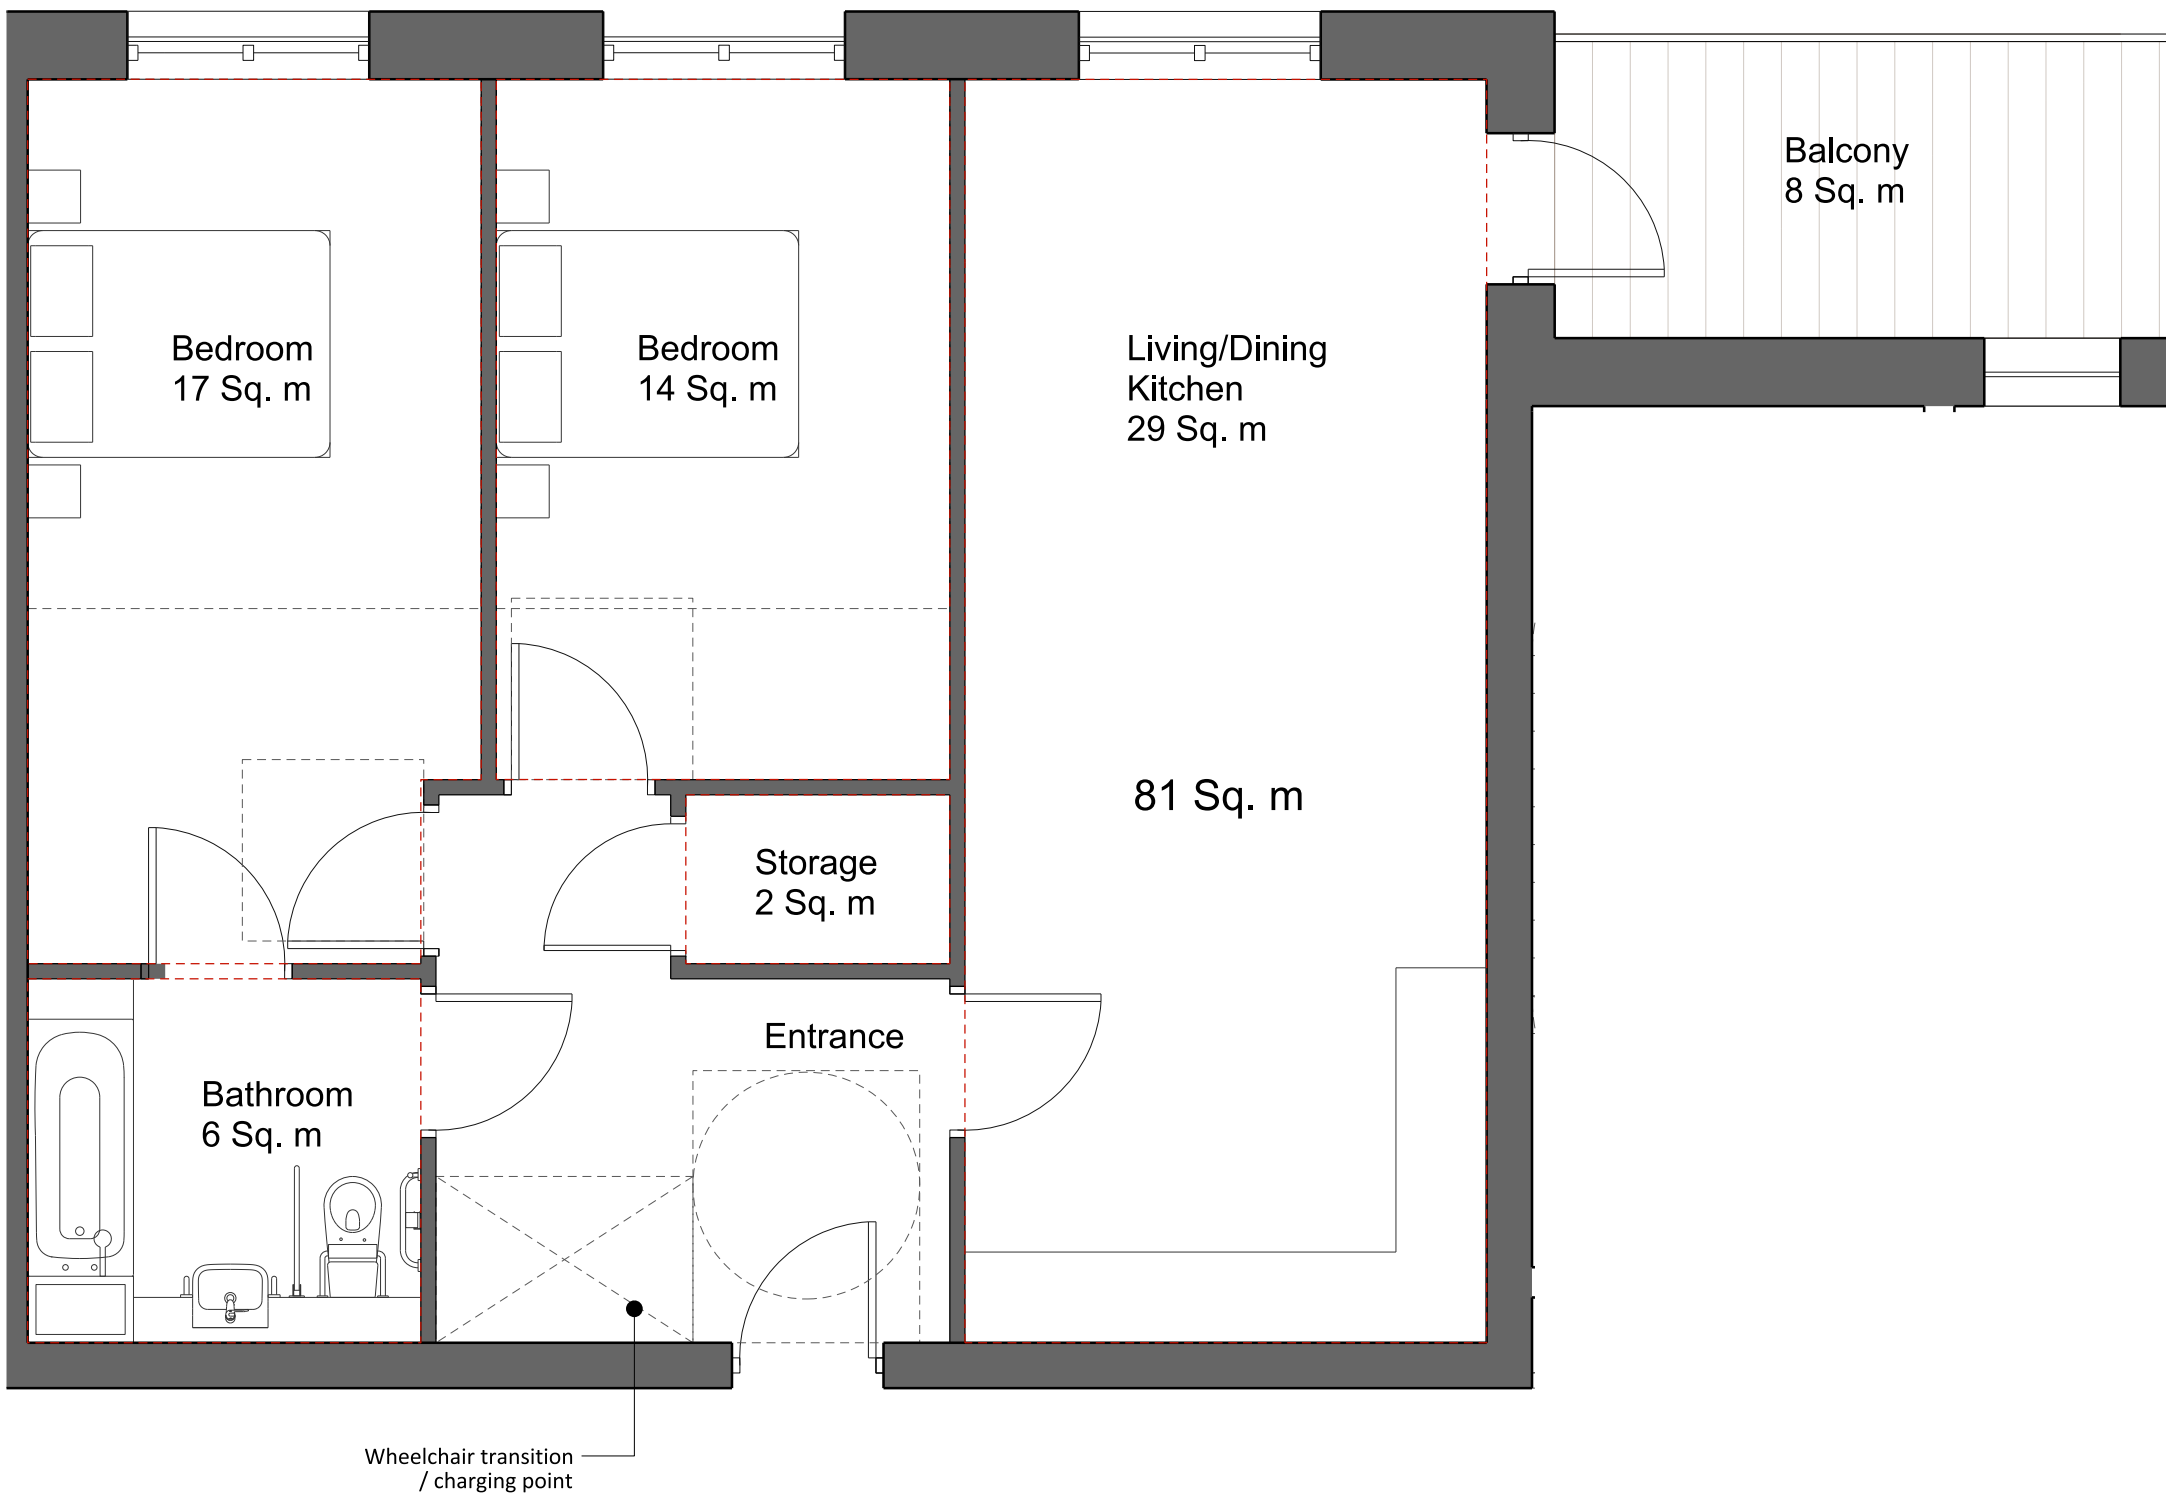 Balcony
8 Sq. m
Bedroom
17 Sq. m
Bedroom
14 Sq. m
Living/Dining
Kitchen
29 Sq. m
81 Sq. m
Storage
2 Sq. m
Entrance
Bathroom
6 Sq. m
Wheelchair transition
/ charging point